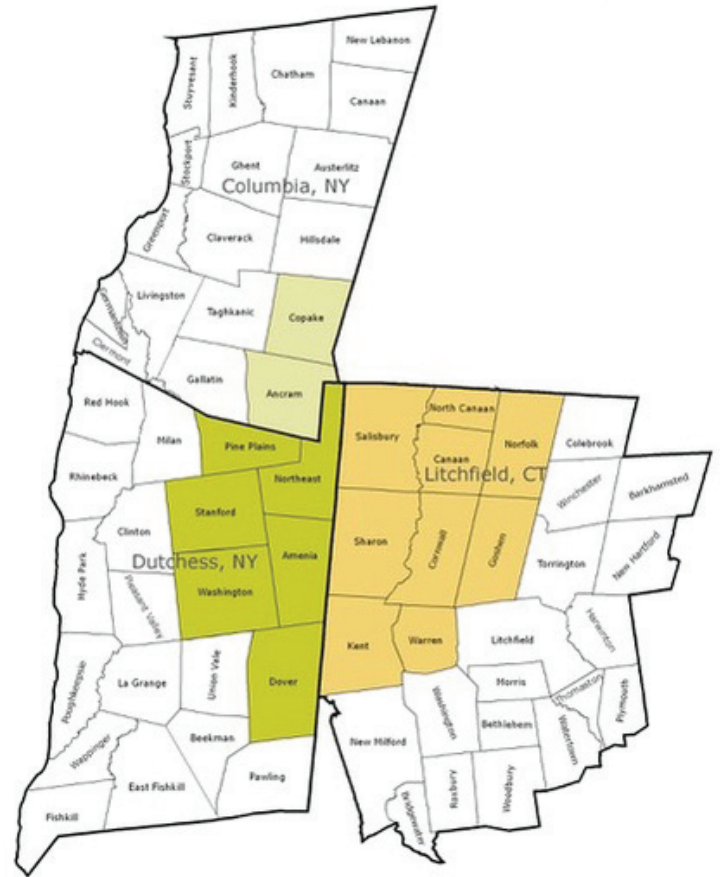 New Lebanon
Stuyvesant
Kinderhook
Chatham
Canaan
Stockport
Ghent
Austerlitz
Columbia, NY
Greenport
Claverack
Hillsdale
Livingston
Germantown
Taghkanic
Copake
Clermont
Gallatin
Ancram
Red Hook
Milan
Pine Plains
Rhinebeck
Northeast
Stanford
Clinton
Amenia
Dutchess, NY
Hyde Park
Pleasant Valley
Washington
Poughkeepsie
La Grange
Union Vale
Dover
Wappinger
Beekman
East Fishkill
Pawling
Fishkill
Salisbury
North Canaan
Canaan
Norfolk
Colebrook
Litchfield, CT
Winchester
Barkhamsted
Sharon
Cornwall
Goshen
Torrington
New Hartford
Kent
Warren
Litchfield
Harwinton
Morris
Thomaston
Plymouth
Washington
Bethlehem
Watertown
New Milford
Roxbury
Woodbury
Bridgewater